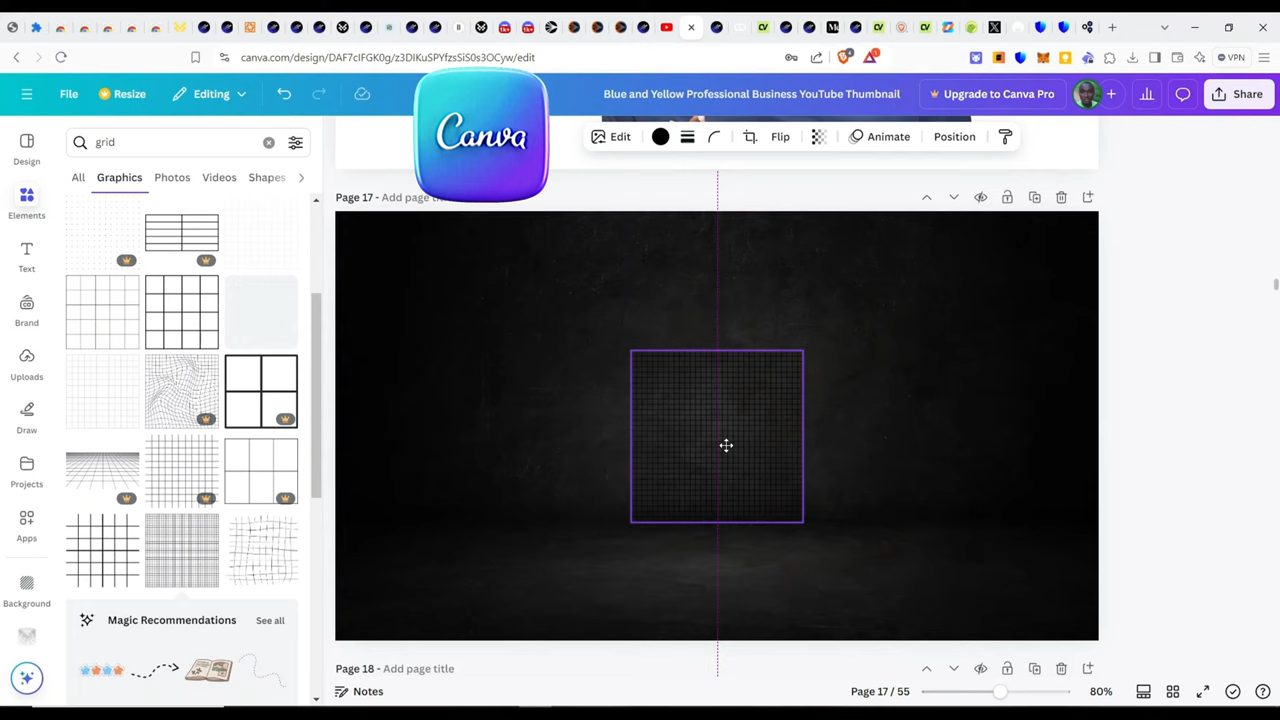 canva.com/design/DAF7cIFGK0g/z3DIKuSPYfzsSiS0s3OCyw/edit
VPN
File
Resize
Editing
Canva
Blue and Yellow Professional Business YouTube Thumbnail
Upgrade to Canva Pro
Share
Design
Elements
Text
Brand
Uploads
Draw
Projects
Apps
Background
grid
All
Graphics
Photos
Videos
Shapes
Magic Recommendations
See all
Edit
Flip
Animate
Position
Page 17 - Add page title
Page 18 - Add page title
Notes
Page 17 / 55
80%